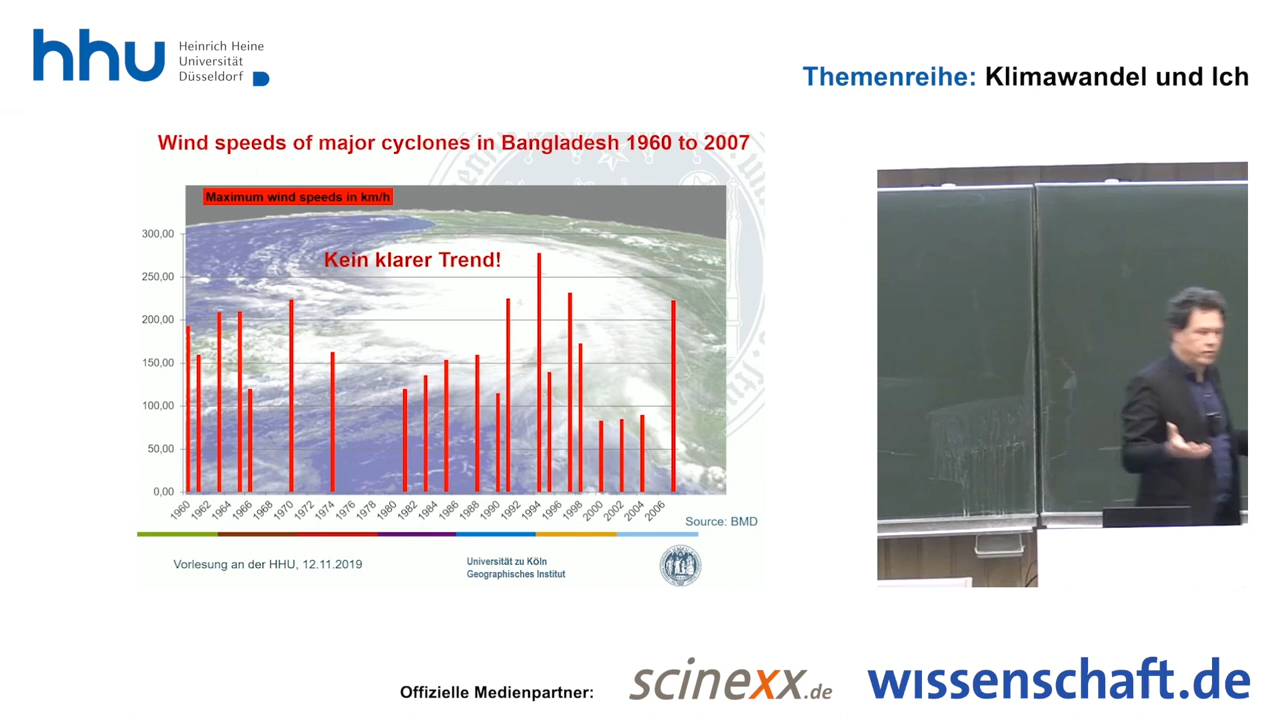 hhu Heinrich Heine
Universität
Düsseldorf
Themenreihe: Klimawandel und Ich
Wind speeds of major cyclones in Bangladesh 1960 to 2007
Maximum wind speeds in km/h
Kein klarer Trend!
300,00
250,00
200,00
150,00
100,00
50,00
0,00
1960 1962 1964 1966 1968 1970 1972 1974 1976 1978 1980 1982 1984 1986 1988 1990 1992 1994 1996 1998 2000 2002 2004 2006
Source: BMD
Vorlesung an der HHU, 12.11.2019
Universität zu Köln
Geographisches Institut
Offizielle Medienpartner: scinexx.de wissenschaft.de